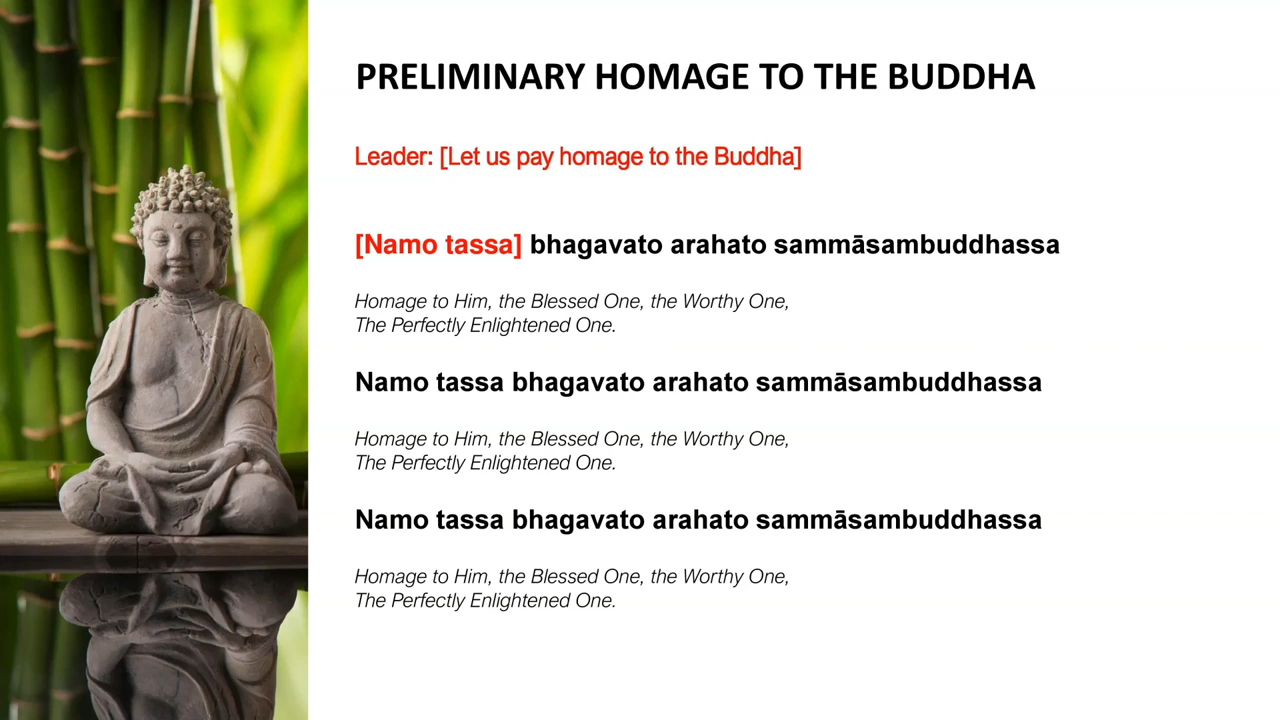 PRELIMINARY HOMAGE TO THE BUDDHA
Leader: [Let us pay homage to the Buddha]
[Namo tassa] bhagavato arahato sammāsambuddhassa
Homage to Him, the Blessed One, the Worthy One,
The Perfectly Enlightened One.
Namo tassa bhagavato arahato sammāsambuddhassa
Homage to Him, the Blessed One, the Worthy One,
The Perfectly Enlightened One.
Namo tassa bhagavato arahato sammāsambuddhassa
Homage to Him, the Blessed One, the Worthy One,
The Perfectly Enlightened One.